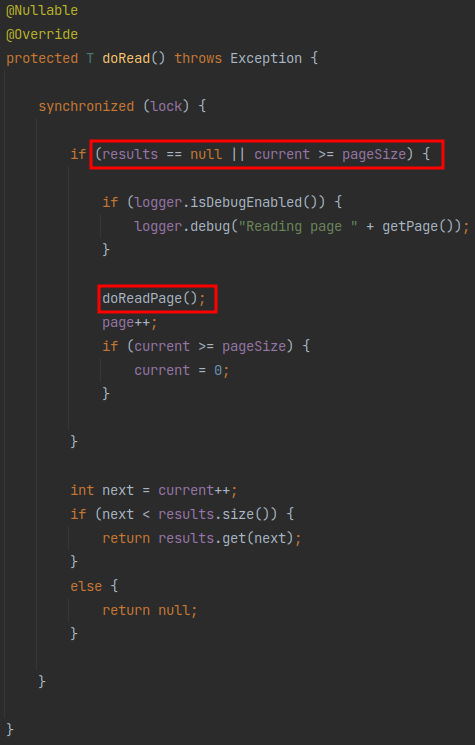 @Nullable
@Override
protected T doRead() throws Exception {
synchronized (lock) {
if (results == null || current >= pageSize) {
if (logger.isDebugEnabled()) {
logger.debug("Reading page " + getPage());
}
doReadPage();
page++;
if (current >= pageSize) {
current = 0;
}
}
int next = current++;
if (next < results.size()) {
return results.get(next);
}
else {
return null;
}
}
}